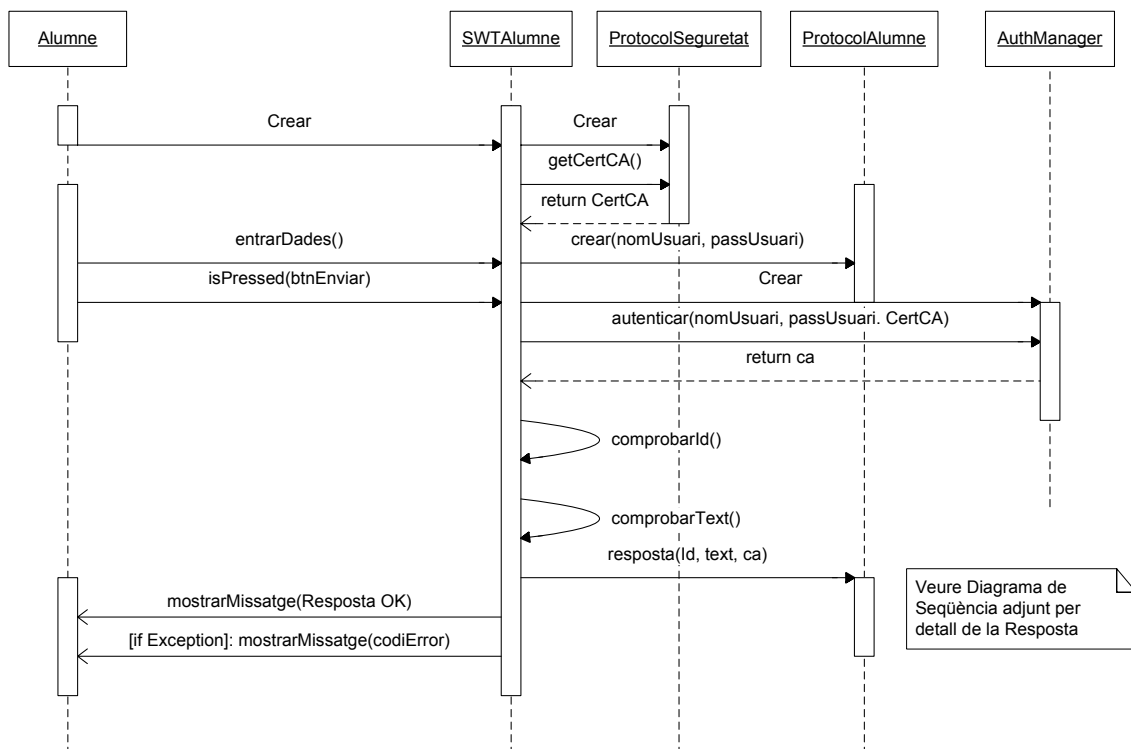 Alumne
SWTAlumne
ProtocolSeguretat
ProtocolAlumne
AuthManager
Crear
Crear
getCertCA()
return CertCA
entrarDades()
crear(nomUsuari, passUsuari)
isPressed(btnEnviar)
Crear
autenticar(nomUsuari, passUsuari. CertCA)
return ca
comprobarId()
comprobarText()
resposta(Id, text, ca)
mostrarMissatge(Resposta OK)
[if Exception]: mostrarMissatge(codiError)
Veure Diagrama de
Seqüència adjunt per
detall de la Resposta